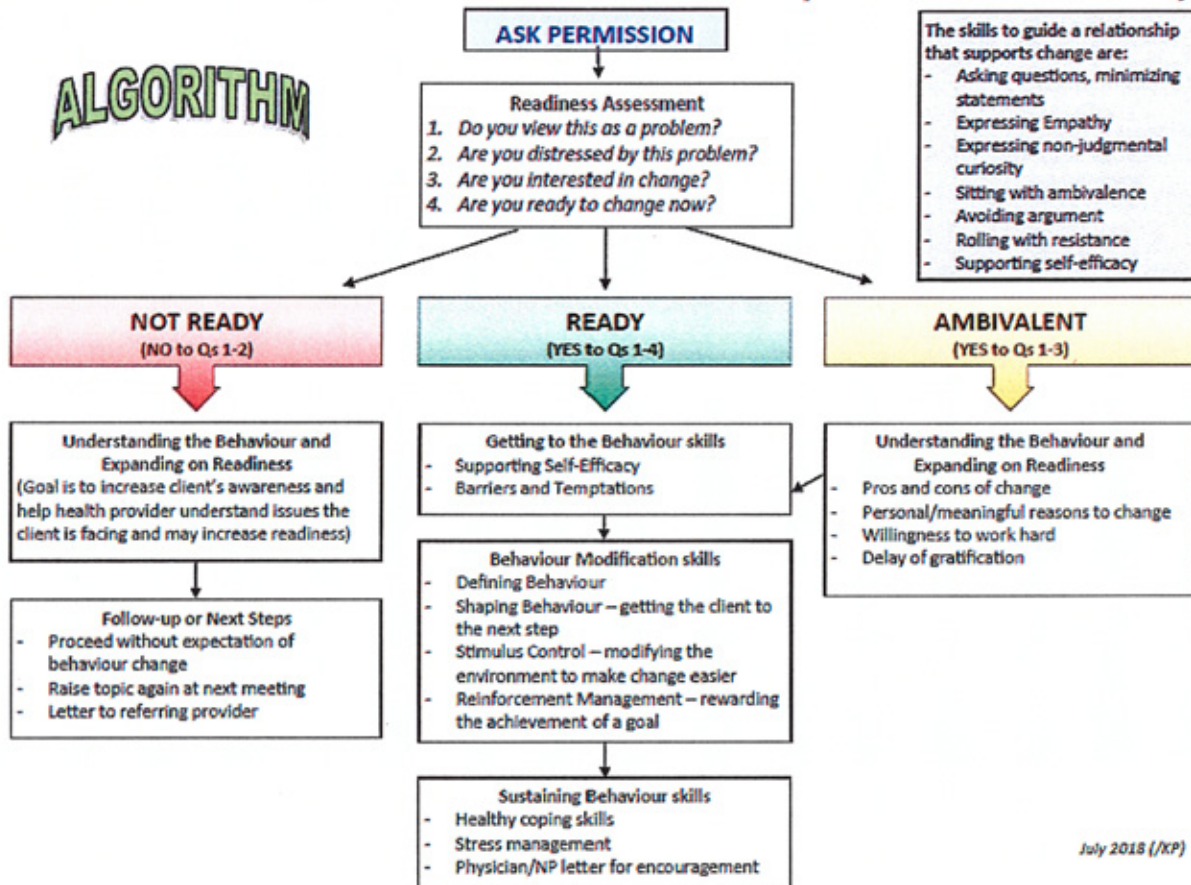 ALGORITHM
ASK PERMISSION
Readiness Assessment
1. Do you view this as a problem?
2. Are you distressed by this problem?
3. Are you interested in change?
4. Are you ready to change now?
The skills to guide a relationship
that supports change are:
- Asking questions, minimizing
statements
- Expressing Empathy
- Expressing non-judgmental
curiosity
- Sitting with ambivalence
- Avoiding argument
- Rolling with resistance
- Supporting self-efficacy
NOT READY
(NO to Qs 1-2)
READY
(YES to Qs 1-4)
AMBIVALENT
(YES to Qs 1-3)
Understanding the Behaviour and
Expanding on Readiness
(Goal is to increase client's awareness and
help health provider understand issues the
client is facing and may increase readiness)
Follow-up or Next Steps
- Proceed without expectation of
behaviour change
- Raise topic again at next meeting
- Letter to referring provider
Getting to the Behaviour skills
- Supporting Self-Efficacy
- Barriers and Temptations
Behaviour Modification skills
- Defining Behaviour
- Shaping Behaviour – getting the client to
the next step
- Stimulus Control – modifying the
environment to make change easier
- Reinforcement Management – rewarding
the achievement of a goal
Sustaining Behaviour skills
- Healthy coping skills
- Stress management
- Physician/NP letter for encouragement
Understanding the Behaviour and
Expanding on Readiness
- Pros and cons of change
- Personal/meaningful reasons to change
- Willingness to work hard
- Delay of gratification
July 2018 (/KP)